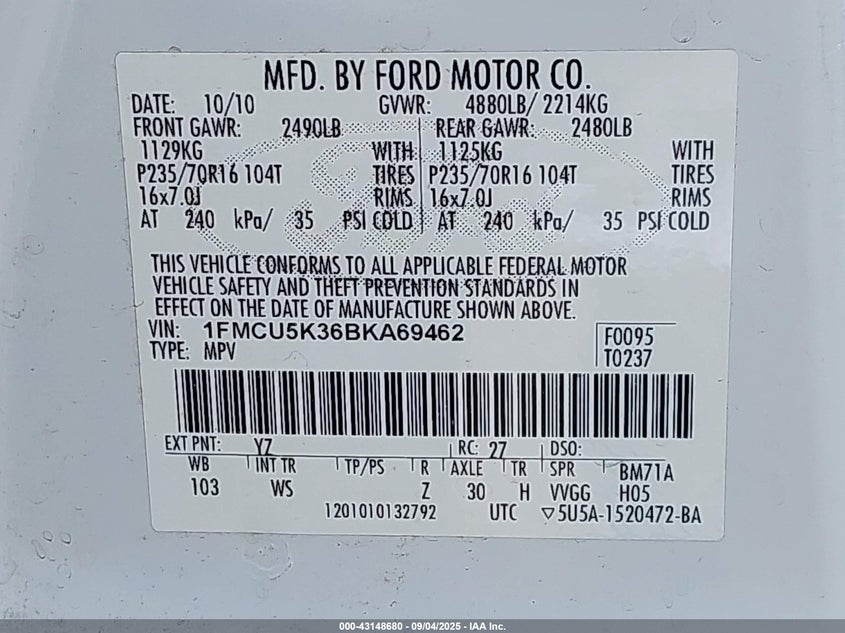 MFD. BY FORD MOTOR CO.
DATE: 10/10 GVWR: 4880LB/ 2214KG
FRONT GAWR: 2490LB REAR GAWR: 2480LB
1129KG WITH 1125KG WITH
P235/70R16 104T TIRES P235/70R16 104T TIRES
16x7.0J RIMS 16x7.0J RIMS
AT 240 kPa/ 35 PSI COLD AT 240 kPa/ 35 PSI COLD
THIS VEHICLE CONFORMS TO ALL APPLICABLE FEDERAL MOTOR
VEHICLE SAFETY AND THEFT PREVENTION STANDARDS IN
EFFECT ON THE DATE OF MANUFACTURE SHOWN ABOVE.
VIN: 1FMCU5K36BKA69462 F0095
TYPE: MPV T0237
EXT PNT: YZ RC: 27 DSO:
WB INT TR TP/PS R AXLE TR SPR BM71A
103 WS Z 30 H VVGG H05
1201010132792 UTC ▽5U5A-1520472-BA
000-43148680 - 09/04/2025 - IAA Inc.